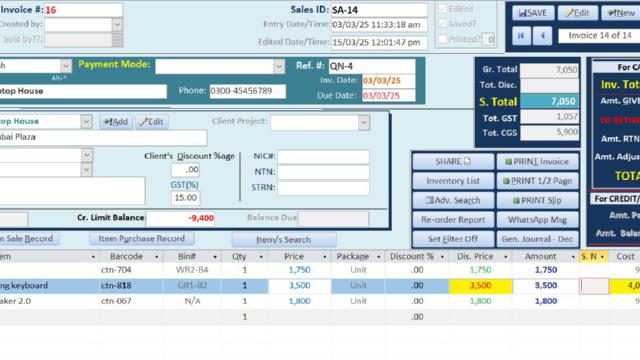 Invoice #: 16 Sales ID: SA-14 Edited SAVE Edit New
Created by: Entry Date/Time: 03/03/25 11:33:18 am Saved?
Sold by??: Edited Date/Time: 15/03/25 12:01:47 pm Printed? 0 Invoice 14 of 14
Payment Mode: Ref. #: QN-4 Gr. Total 7,050 For CA
Alt+Y Inv. Date: 03/03/25 Tot. Disc. Inv. Tot
ptop House Phone: 0300-45456789 Due Date: 03/03/25 S. Total 7,050 Amt. GIVE
Tot. GST 1,057 TO RETUR
ptop House Add Edit Client Project: Tot. CGS 5,900 Amt. RTN
ubai Plaza Amt. Adjus
Client's Discount %age NIC#: SHARE PRINT Invoice TOTA
.00 NTN: Inventory List PRINT 1/2 Page
GST(%) STRN: Adv. Search PRINT Slip For CREDIT/
15.00 Re-order Report WhatsApp Msg Amt. P
Cr. Limit Balance -9,400 Balance Due Set Filter Off Gen. Journal - Dec Amt. Balan
m Sale Record Item Purchase Record Item/s Search
em Barcode Bin# Qty Price Package Discount % Dis. Price Amount S. N Cost
ctn-704 WR2-B4 1 1,750 Unit .00 1,750 1,750 9
ng keyboard ctn-818 GR1-B2 1 3,500 Unit .00 3,500 3,500 4,0
aker 2.0 ctn-067 N/A 1 1,800 Unit .00 1,800 1,800 9
1 .00